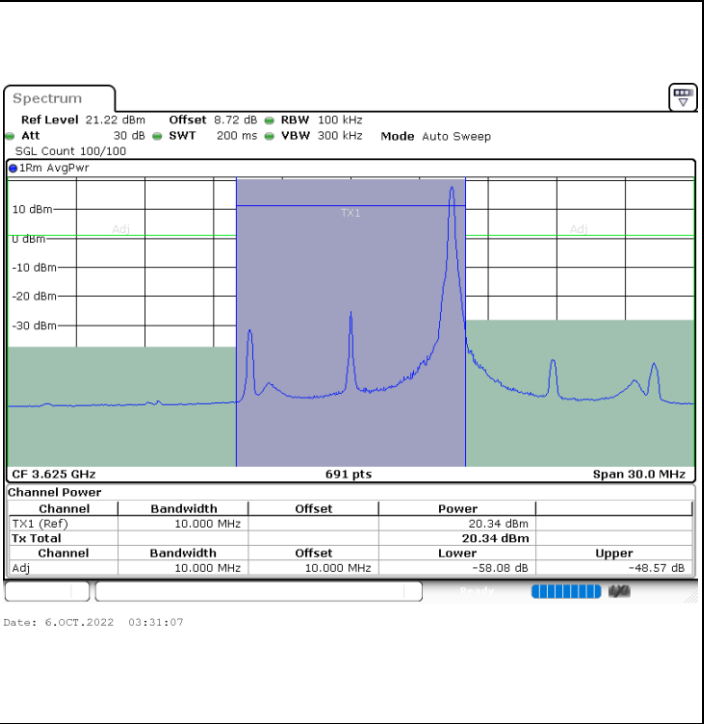 Spectrum
Ref Level 21.22 dBm Offset 8.72 dB RBW 100 kHz
Att 30 dB SWT 200 ms VBW 300 kHz Mode Auto Sweep
SGL Count 100/100
1Rm AvgPwr
10 dBm
TX1
Adj Adj
0 dBm
-10 dBm
-20 dBm
-30 dBm
CF 3.625 GHz 691 pts Span 30.0 MHz
Channel Power
Channel Bandwidth Offset Power
TX1 (Ref) 10.000 MHz 20.34 dBm
Tx Total 20.34 dBm
Channel Bandwidth Offset Lower Upper
Adj 10.000 MHz 10.000 MHz -58.08 dB -48.57 dB
Ready
Date: 6.OCT.2022 03:31:07